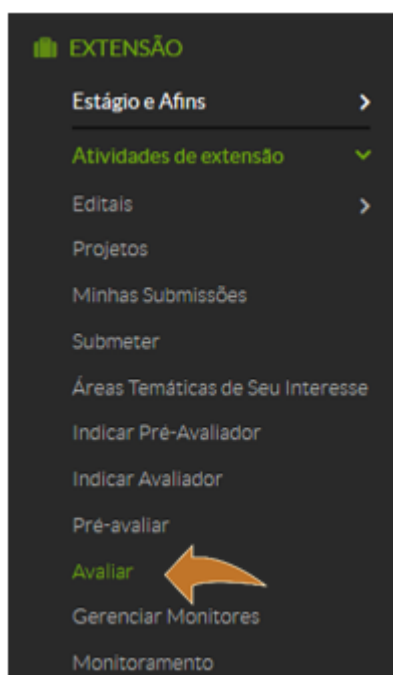 EXTENSÃO
Estágio e Afins
Atividades de extensão
Editais
Projetos
Minhas Submissões
Submeter
Áreas Temáticas de Seu Interesse
Indicar Pré-Avaliador
Indicar Avaliador
Pré-avaliar
Avaliar
Gerenciar Monitores
Monitoramento